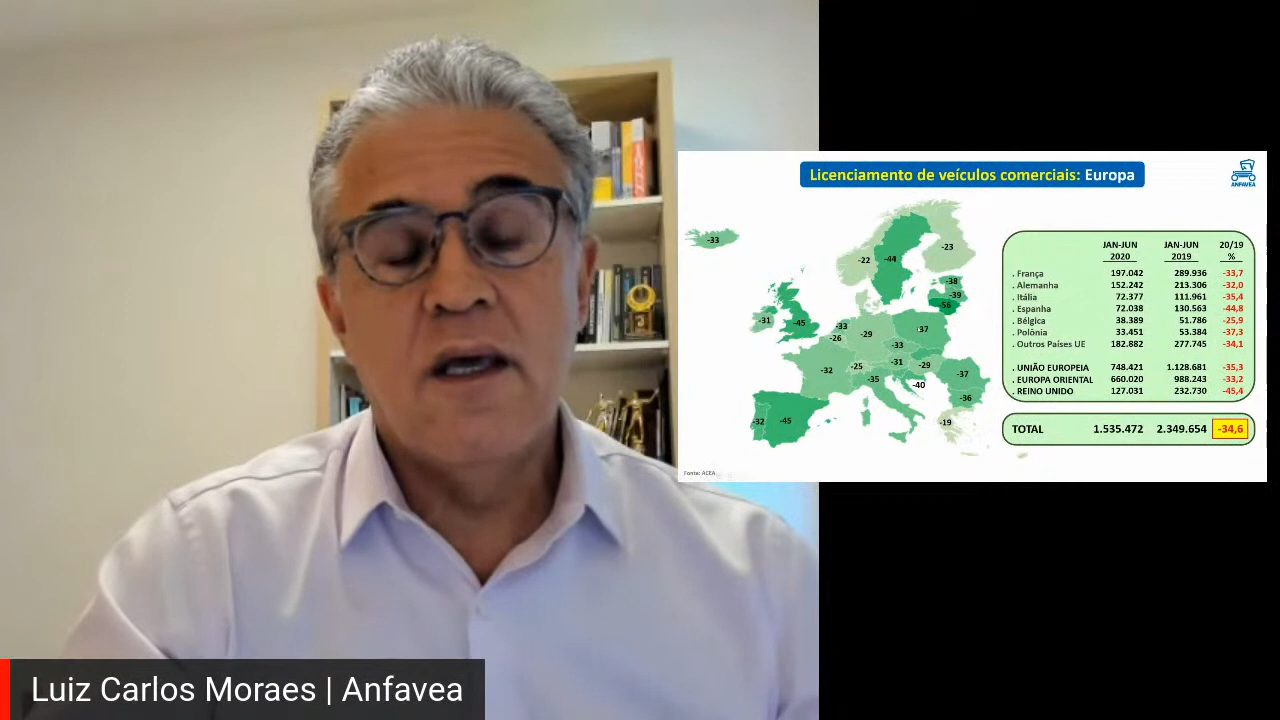 Licenciamento de veículos comerciais: Europa
ANFAVEA
JAN-JUN 2020 JAN-JUN 2019 20/19 %
. França 197.042 289.936 -33,7
. Alemanha 152.242 213.306 -32,0
. Itália 72.377 111.961 -35,4
. Espanha 72.038 130.563 -44,8
. Bélgica 38.389 51.786 -25,9
. Polônia 33.451 53.384 -37,3
. Outros Países UE 182.882 277.745 -34,1
. UNIÃO EUROPEIA 748.421 1.128.681 -35,3
. EUROPA ORIENTAL 660.020 988.243 -33,2
. REINO UNIDO 127.031 232.730 -45,4
TOTAL 1.535.472 2.349.654 -34,6
-33
-23
-22
-44
-38
-39
-56
-31
-45
-33
-26
-29
-37
-33
-32
-25
-31
-29
-35
-40
-37
-36
-32
-45
-19
Fonte: ACEA
Luiz Carlos Moraes | Anfavea